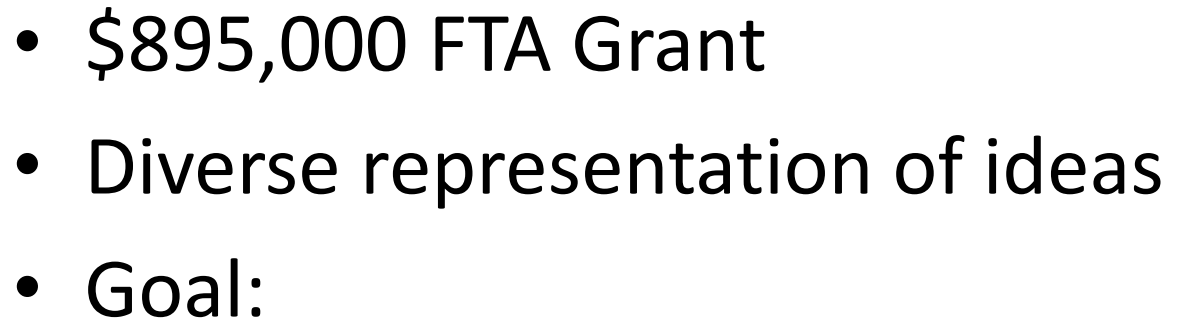 • $895,000 FTA Grant
• Diverse representation of ideas
• Goal: